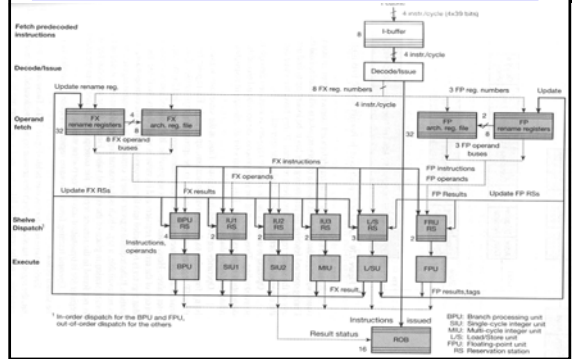 4 instr./cycle (4x39 bits)
Fetch predecoded
instructions
8
I-buffer
4 instr./cycle
Decode/Issue
Decode/Issue
Update rename reg.
8 FX reg. numbers
3 FP reg. numbers
Update
4 instr./cycle
Operand
fetch
32
FX
rename registers
4
8
FX
arch. reg. file
32
FP
arch. reg. file
2
8
FP
rename registers
8 FX operand
buses
3 FP operand
buses
FX instructions
FP instructions
FX operands
FP operands
Update FX RSs
FX results
FP Results
Update FP RSs
Shelve
Dispatch¹
BPU
RS
IU1
RS
IU2
RS
IU3
RS
L/S
RS
FRU
RS
4
2
2
2
3
2
Instructions,
operands
Execute
BPU
SIU1
SIU2
MIU
L/SU
FPU
FX result,
FP results,tags
¹ In-order dispatch for the BPU and FPU,
out-of-order dispatch for the others
Instructions issued
Result status
16
ROB
BPU: Branch processing unit
SIU: Single-cycle integer unit
MIU: Multi-cycle integer unit
L/S: Load/Store unit
FPU: Floating-point unit
RS Reservation station